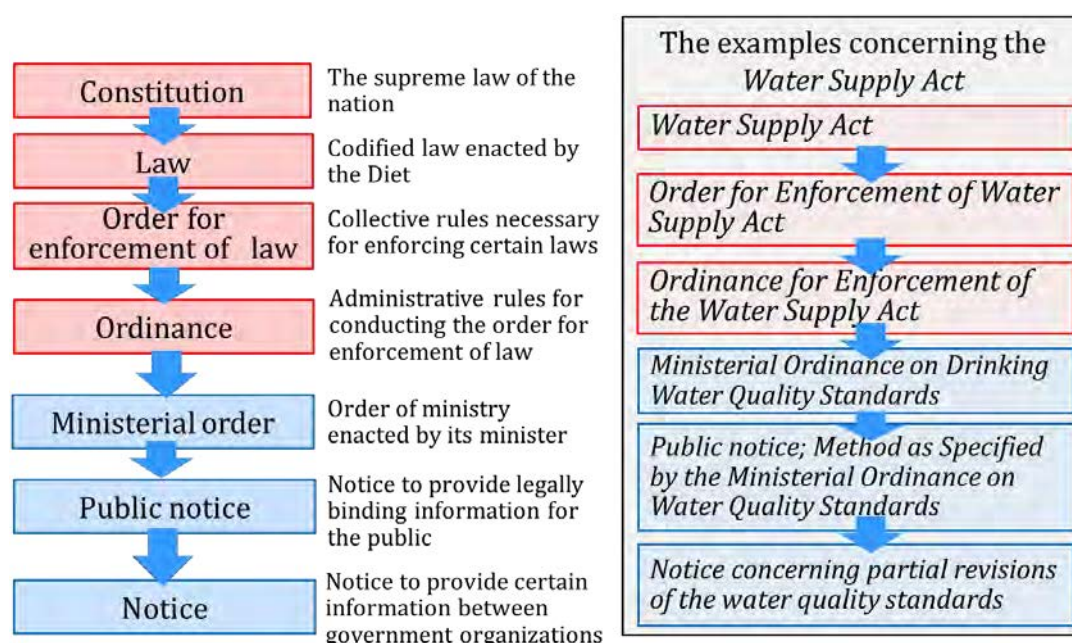 Constitution
The supreme law of the
nation
Law
Codified law enacted by
the Diet
Order for
enforcement of law
Collective rules necessary
for enforcing certain laws
Ordinance
Administrative rules for
conducting the order for
enforcement of law
Ministerial order
Order of ministry
enacted by its minister
Public notice
Notice to provide legally
binding information for
the public
Notice
Notice to provide certain
information between
government organizations
The examples concerning the
Water Supply Act
Water Supply Act
Order for Enforcement of Water
Supply Act
Ordinance for Enforcement of
the Water Supply Act
Ministerial Ordinance on Drinking
Water Quality Standards
Public notice; Method as Specified
by the Ministerial Ordinance on
Water Quality Standards
Notice concerning partial revisions
of the water quality standards